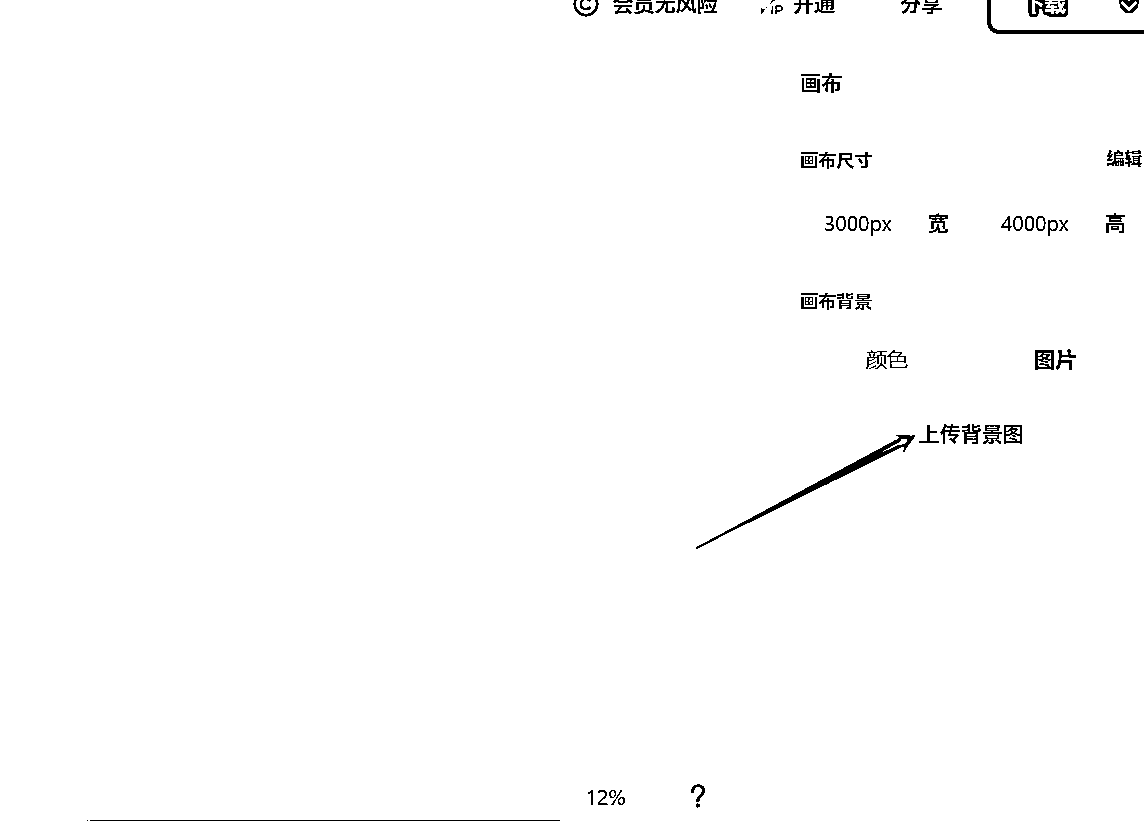 © 会员无风险 VIP 开通 分享 下载
画布
画布尺寸 编辑
3000px 宽 4000px 高
画布背景
颜色 图片
上传背景图
12% ?